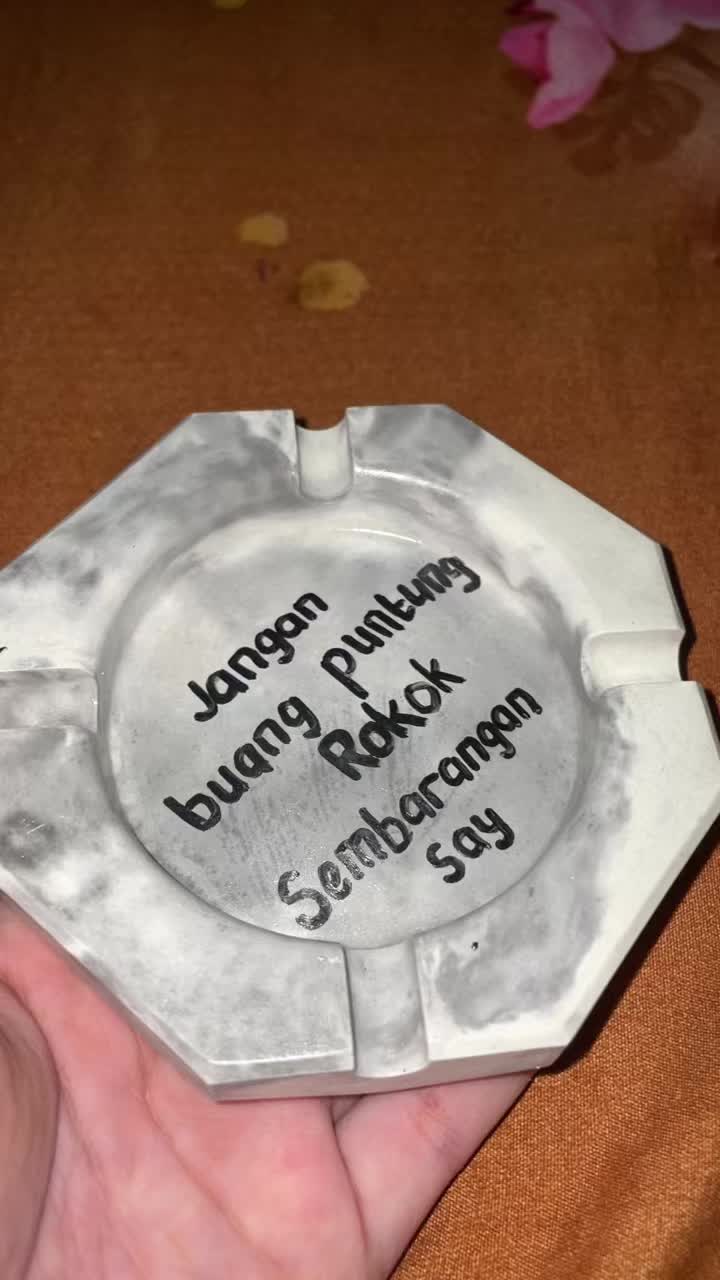 Jangan
buang puntung
Rokok
Sembarangan
say